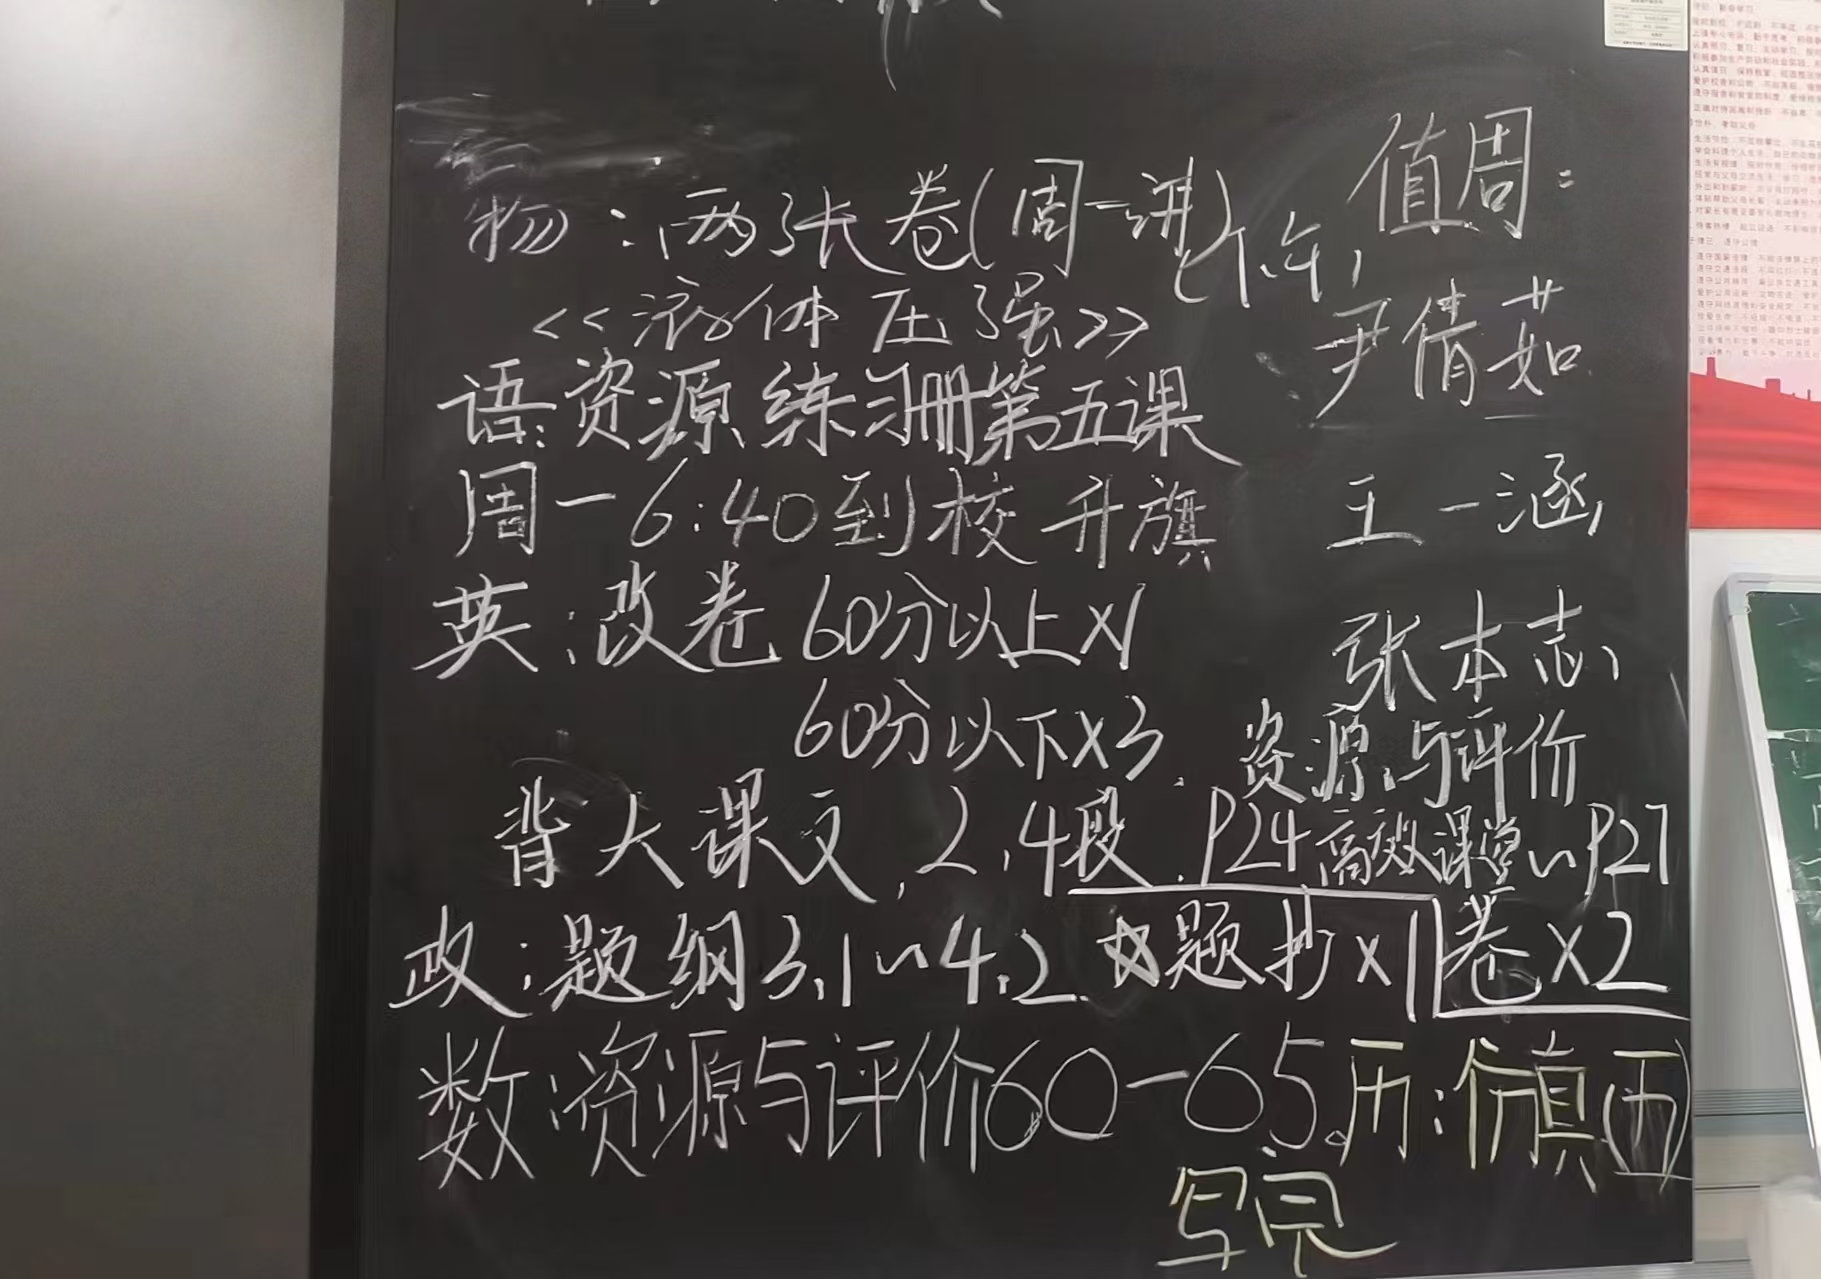 物：两张卷(周一讲)
《液体压强》
语：资源练习册第五课
周一6:40到校升旗
英：改卷60分以上×1
60分以下×3
背大课文，2，4段 资源与评价
P24高效课堂~P27
政：题纲3.1~4.2 ☆题抄×1 卷×2
数：资源与评价60-65 历：仿真(五)
写完
值周：
尹倩茹
王一涵
张本志